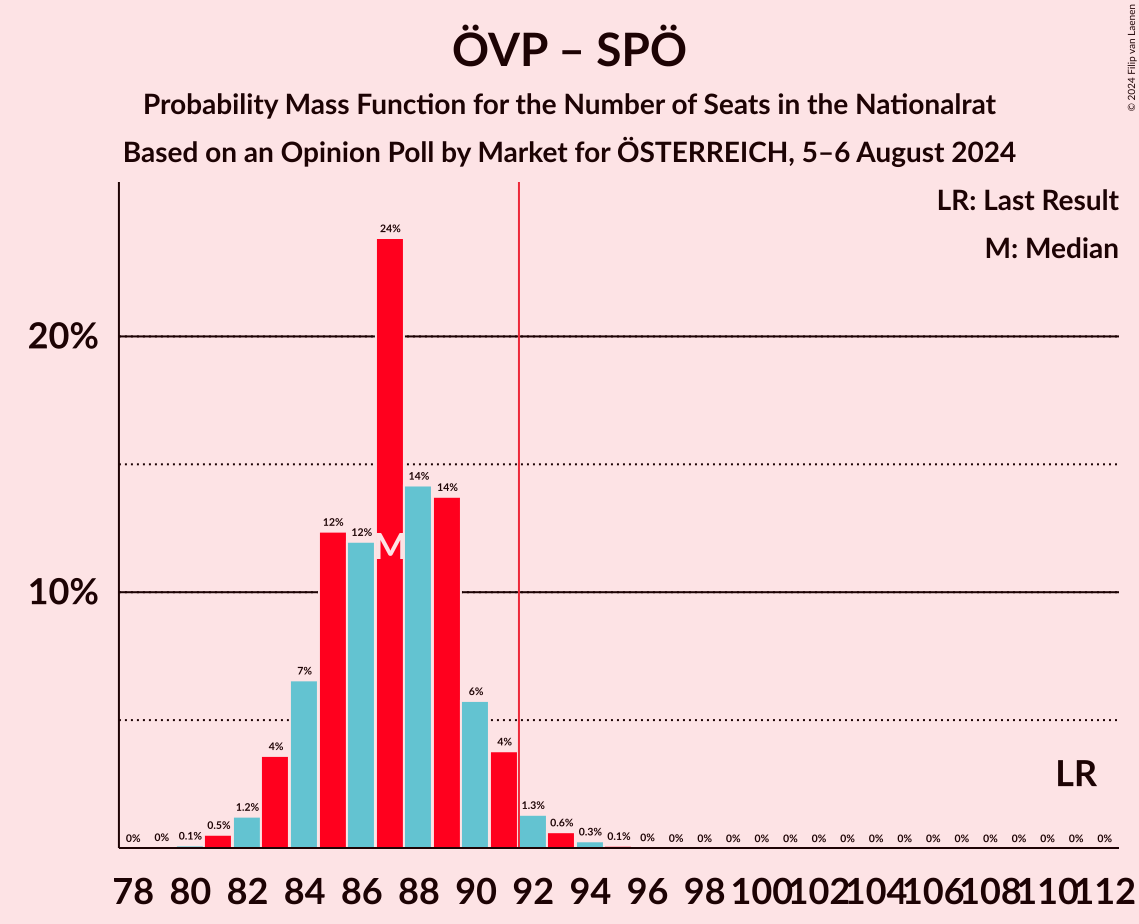 ÖVP – SPÖ
Probability Mass Function for the Number of Seats in the Nationalrat
Based on an Opinion Poll by Market for ÖSTERREICH, 5–6 August 2024
© 2024 Filip van Laenen
LR: Last Result
M: Median
20%
10%
0% 0% 0.1% 0.5% 1.2% 4% 7% 12% 12% 24% 14% 14% 6% 4% 1.3% 0.6% 0.3% 0.1% 0% 0% 0% 0% 0% 0% 0% 0% 0% 0% 0% 0% 0% 0% 0% 0% 0%
M
LR
78 80 82 84 86 88 90 92 94 96 98 100 102 104 106 108 110 112